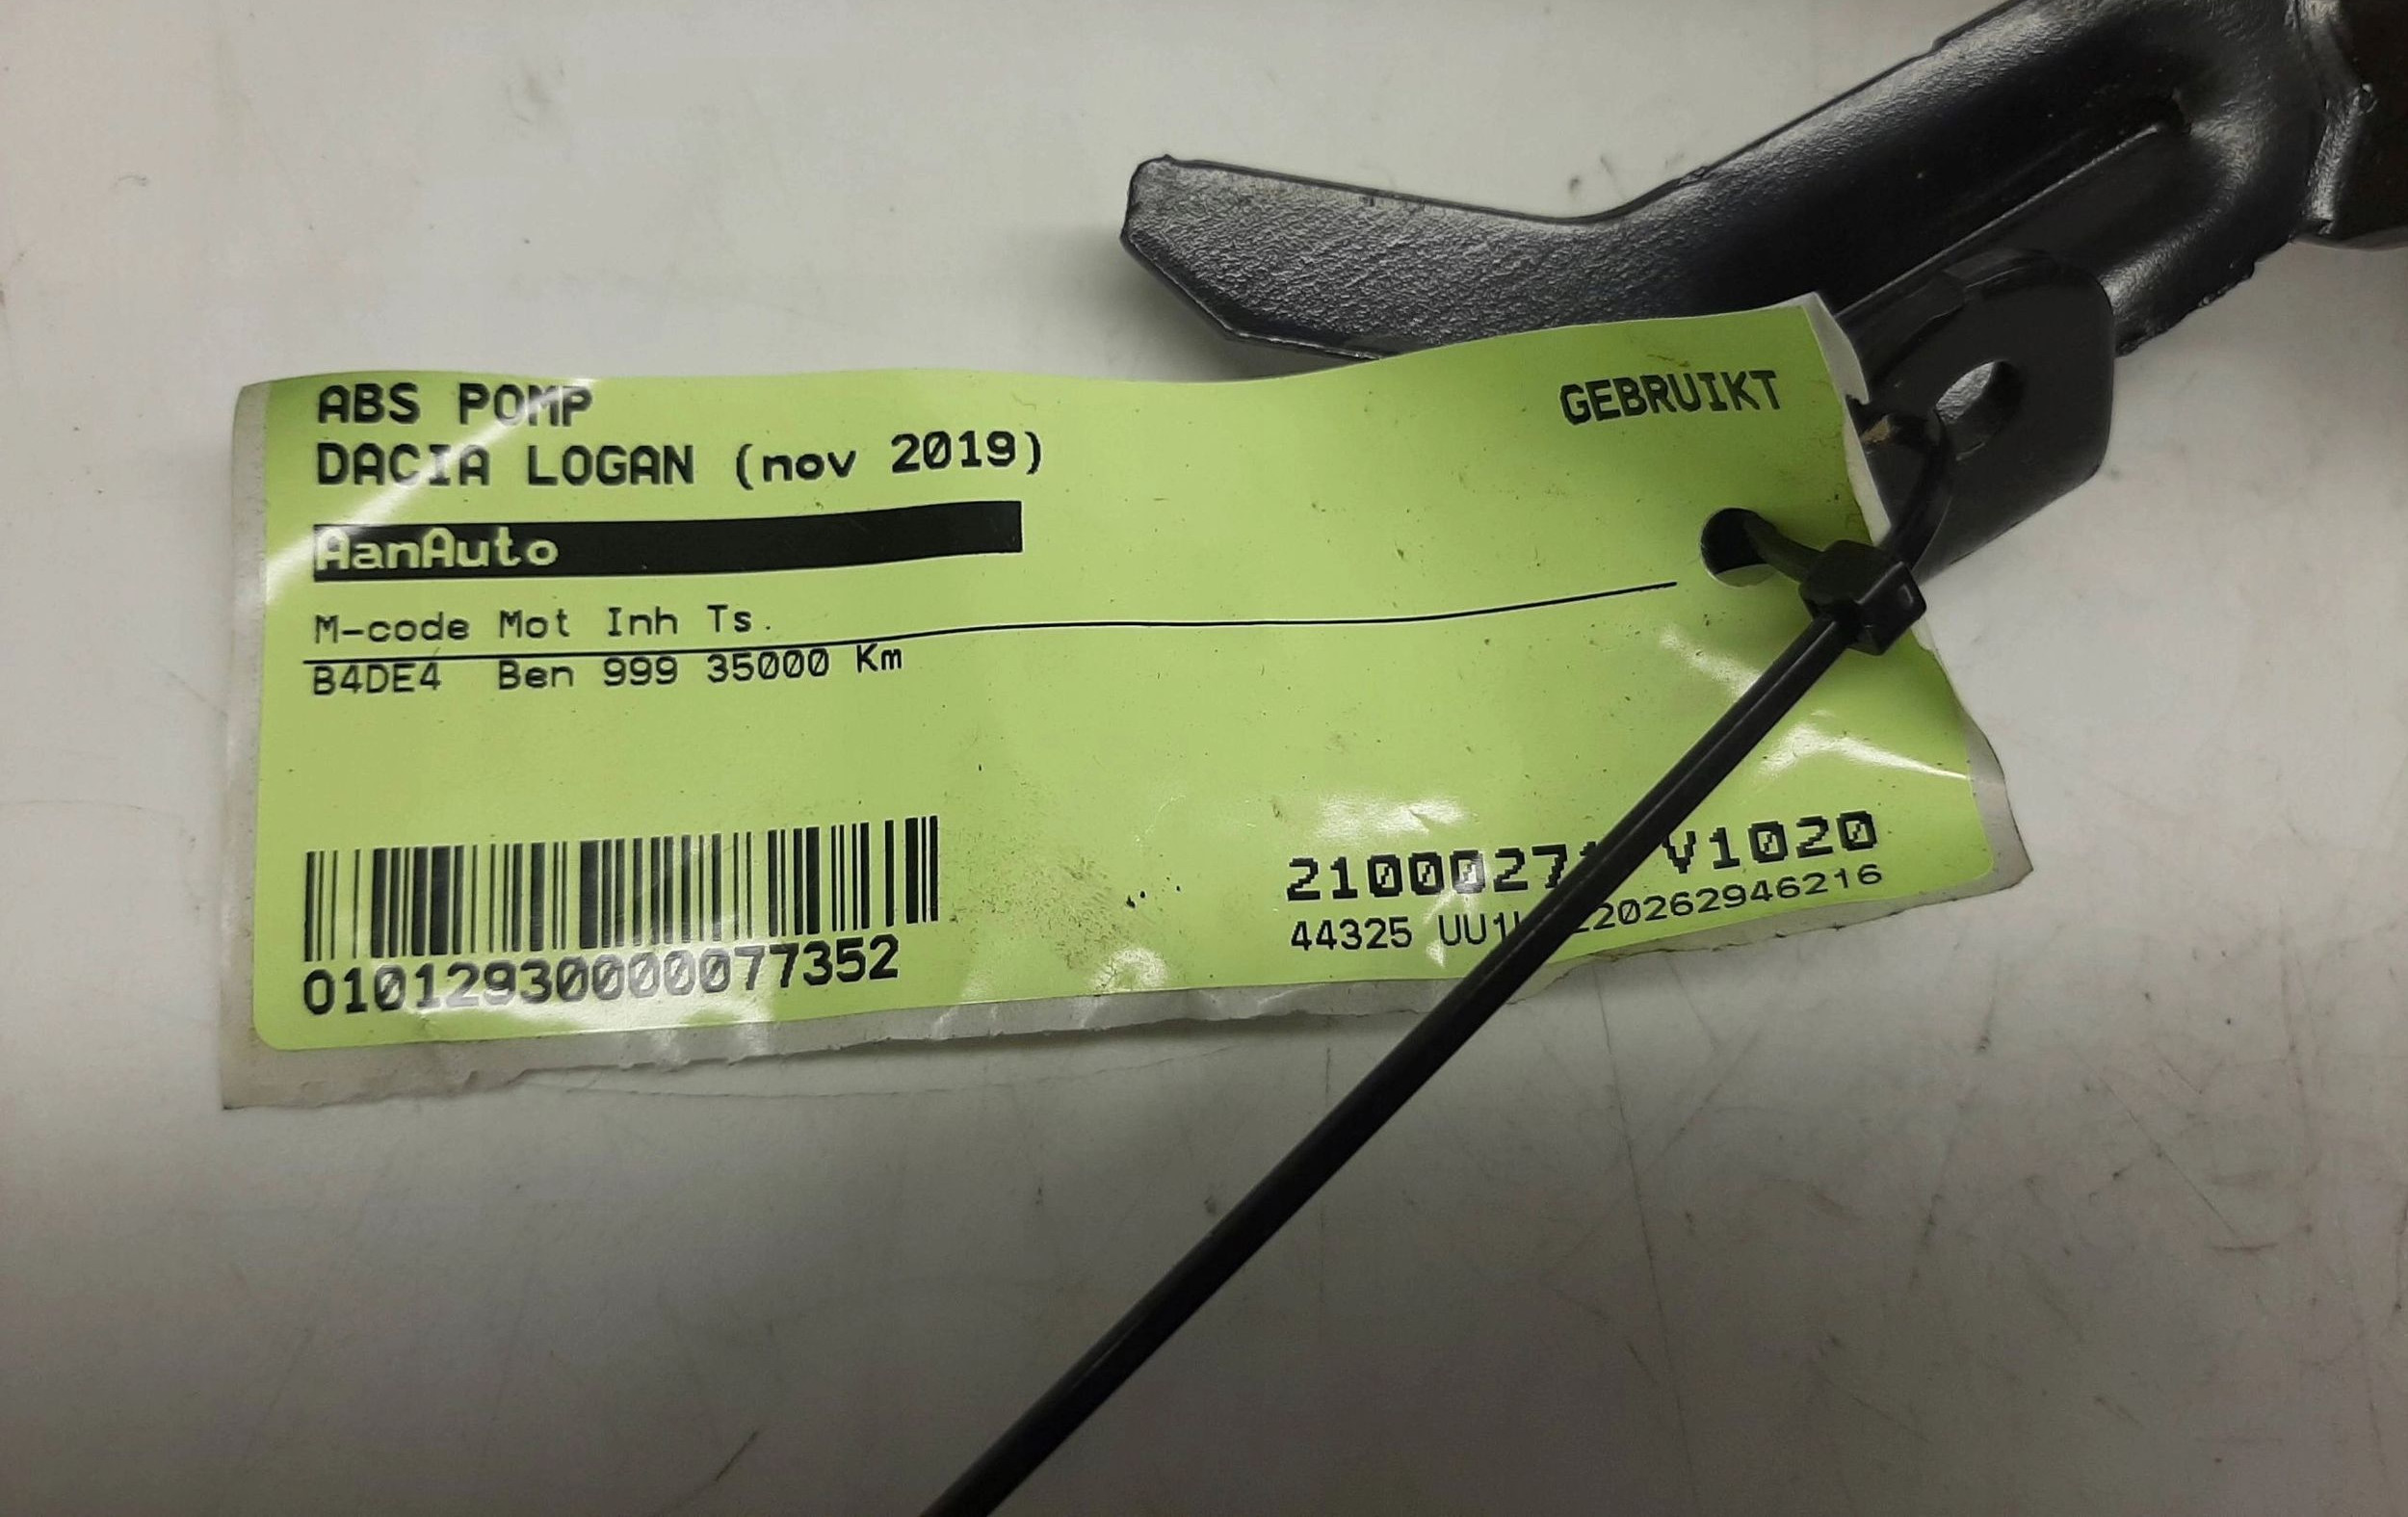 ABS POMP
GEBRUIKT
DACIA LOGAN (nov 2019)
AanAuto
M-code Mot Inh Ts.
B4DE4 Ben 999 35000 Km
V1020
44325
01012930000077352